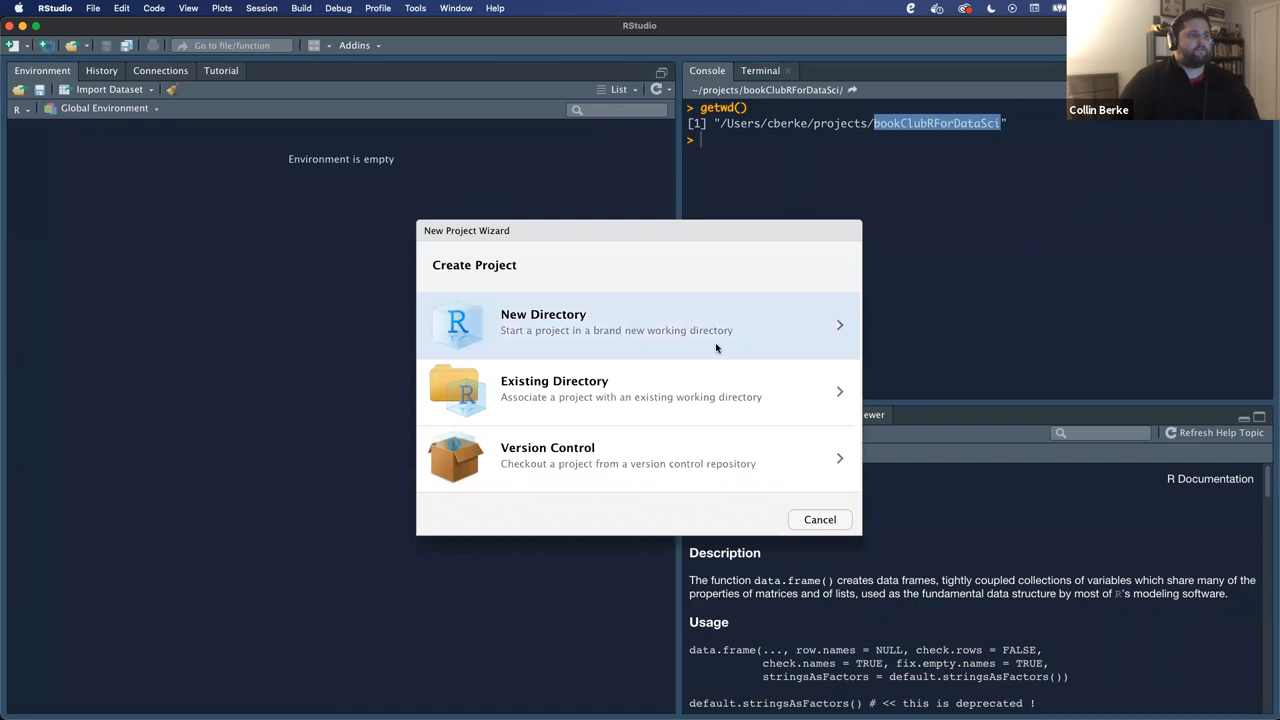 RStudio File Edit Code View Plots Session Build Debug Profile Tools Window Help
RStudio
Go to file/function Addins
Environment History Connections Tutorial
Import Dataset List
R Global Environment
Environment is empty
Console Terminal
~/projects/bookClubRForDataSci/
> getwd()
[1] "/Users/cberke/projects/bookClubRForDataSci"
>
Collin Berke
New Project Wizard
Create Project
New Directory
Start a project in a brand new working directory
Existing Directory
Associate a project with an existing working directory
Version Control
Checkout a project from a version control repository
Cancel
ewer
Refresh Help Topic
R Documentation
Description
The function data.frame() creates data frames, tightly coupled collections of variables which share many of the
properties of matrices and of lists, used as the fundamental data structure by most of R's modeling software.
Usage
data.frame(..., row.names = NULL, check.rows = FALSE,
check.names = TRUE, fix.empty.names = TRUE,
stringsAsFactors = default.stringsAsFactors())
default.stringsAsFactors() # << this is deprecated !